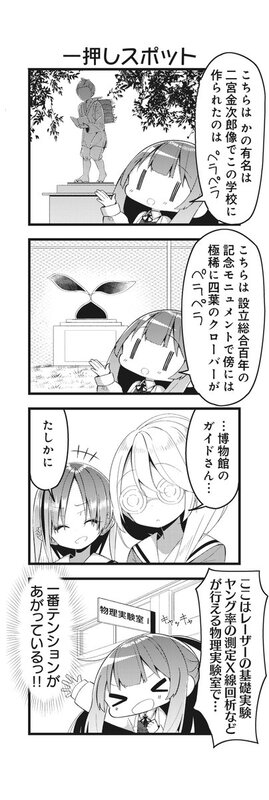 一押しスポット
こちらは かの有名は
二宮金次郎像でこの学校に
作られたのは
ペラペラ
こちらは 設立総合百年の
記念モニュメントで傍には
極稀に四葉のクローバーが
ペラペラ
…博物館の
ガイドさん…
たしかに
ここはレーザーの基礎実験
ヤング率の測定X線回析など
が行える物理実験室で…
物理実験室
キャッキャッ
一番テンションが
あがっているっ!!